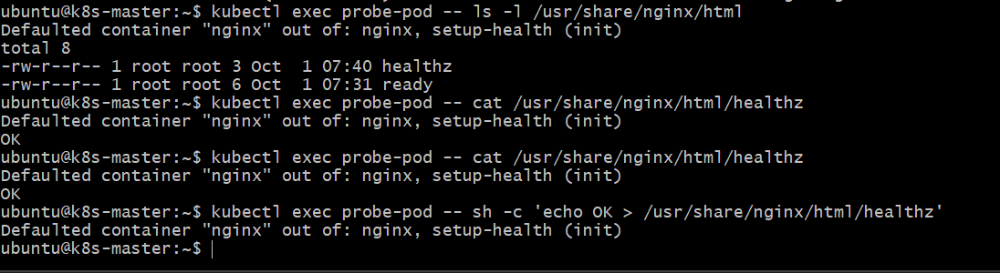 ubuntu@k8s-master:~$ kubectl exec probe-pod -- ls -l /usr/share/nginx/html
Defaulted container "nginx" out of: nginx, setup-health (init)
total 8
-rw-r--r-- 1 root root 3 Oct  1 07:40 healthz
-rw-r--r-- 1 root root 6 Oct  1 07:31 ready
ubuntu@k8s-master:~$ kubectl exec probe-pod -- cat /usr/share/nginx/html/healthz
Defaulted container "nginx" out of: nginx, setup-health (init)
OK
ubuntu@k8s-master:~$ kubectl exec probe-pod -- cat /usr/share/nginx/html/healthz
Defaulted container "nginx" out of: nginx, setup-health (init)
OK
ubuntu@k8s-master:~$ kubectl exec probe-pod -- sh -c 'echo OK > /usr/share/nginx/html/healthz'
Defaulted container "nginx" out of: nginx, setup-health (init)
ubuntu@k8s-master:~$